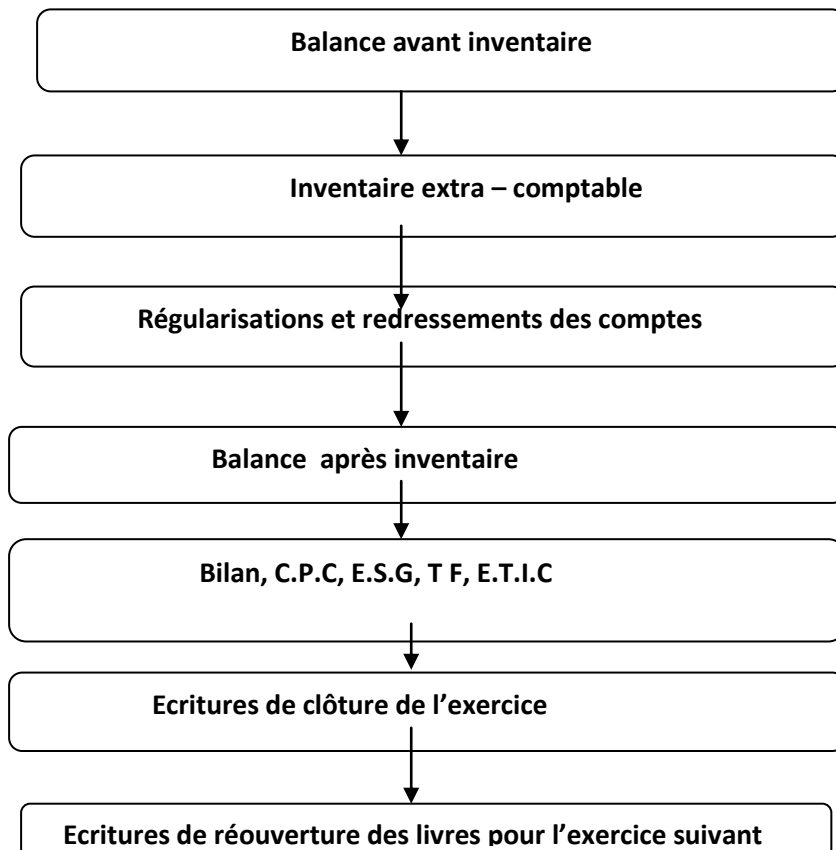 Balance avant inventaire
Inventaire extra – comptable
Régularisations et redressements des comptes
Balance après inventaire
Bilan, C.P.C, E.S.G, T F, E.T.I.C
Ecritures de clôture de l’exercice
Ecritures de réouverture des livres pour l’exercice suivant